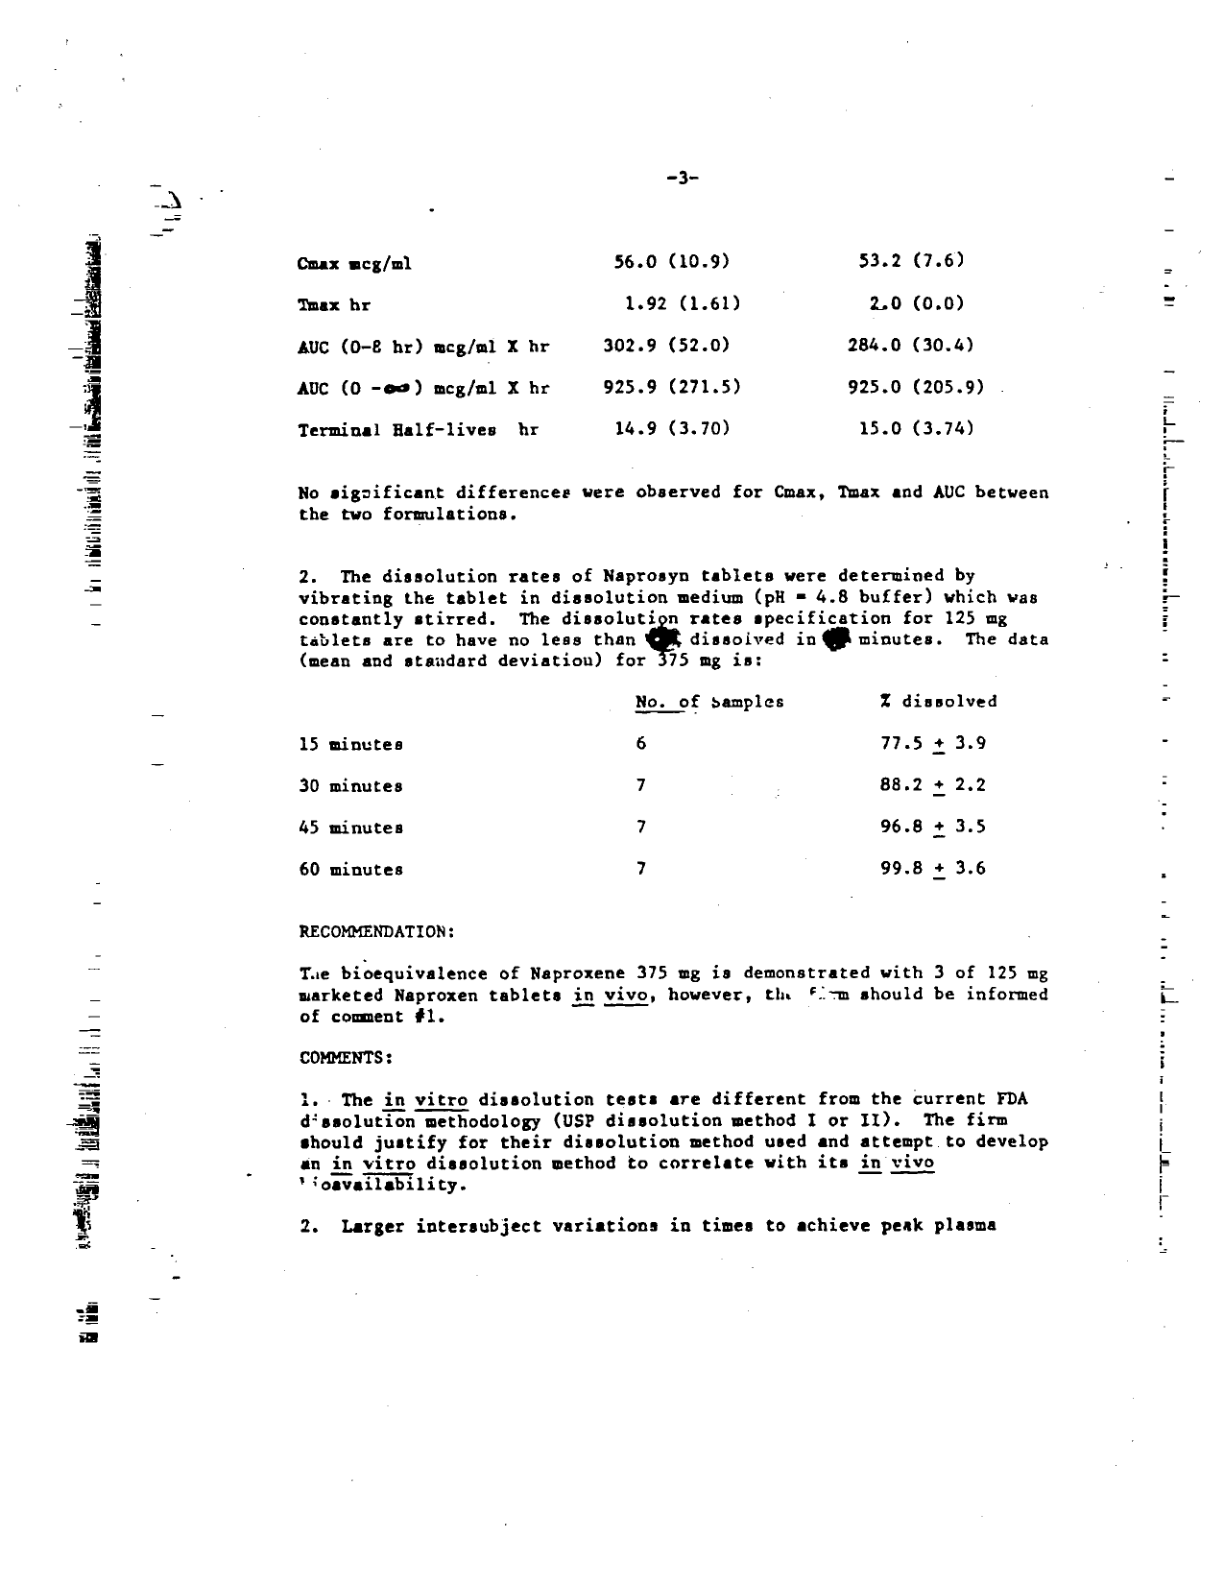 -3-
Cmax mcg/ml 56.0 (10.9) 53.2 (7.6)
Tmax hr 1.92 (1.61) 2.0 (0.0)
AUC (0-8 hr) mcg/ml X hr 302.9 (52.0) 284.0 (30.4)
AUC (0 -∞) mcg/ml X hr 925.9 (271.5) 925.0 (205.9)
Terminal Half-lives hr 14.9 (3.70) 15.0 (3.74)
No significant differences were observed for Cmax, Tmax and AUC between
the two formulations.
2. The dissolution rates of Naprosyn tablets were determined by
vibrating the tablet in dissolution medium (pH = 4.8 buffer) which was
constantly stirred. The dissolution rates specification for 125 mg
tablets are to have no less than dissolved in minutes. The data
(mean and standard deviation) for 375 mg is:
No. of Samples % dissolved
15 minutes 6 77.5 ± 3.9
30 minutes 7 88.2 ± 2.2
45 minutes 7 96.8 ± 3.5
60 minutes 7 99.8 ± 3.6
RECOMMENDATION:
The bioequivalence of Naproxene 375 mg is demonstrated with 3 of 125 mg
marketed Naproxen tablets in vivo, however, the firm should be informed
of comment #1.
COMMENTS:
1. The in vitro dissolution tests are different from the current FDA
dissolution methodology (USP dissolution method I or II). The firm
should justify for their dissolution method used and attempt to develop
an in vitro dissolution method to correlate with its in vivo
bioavailability.
2. Larger intersubject variations in times to achieve peak plasma